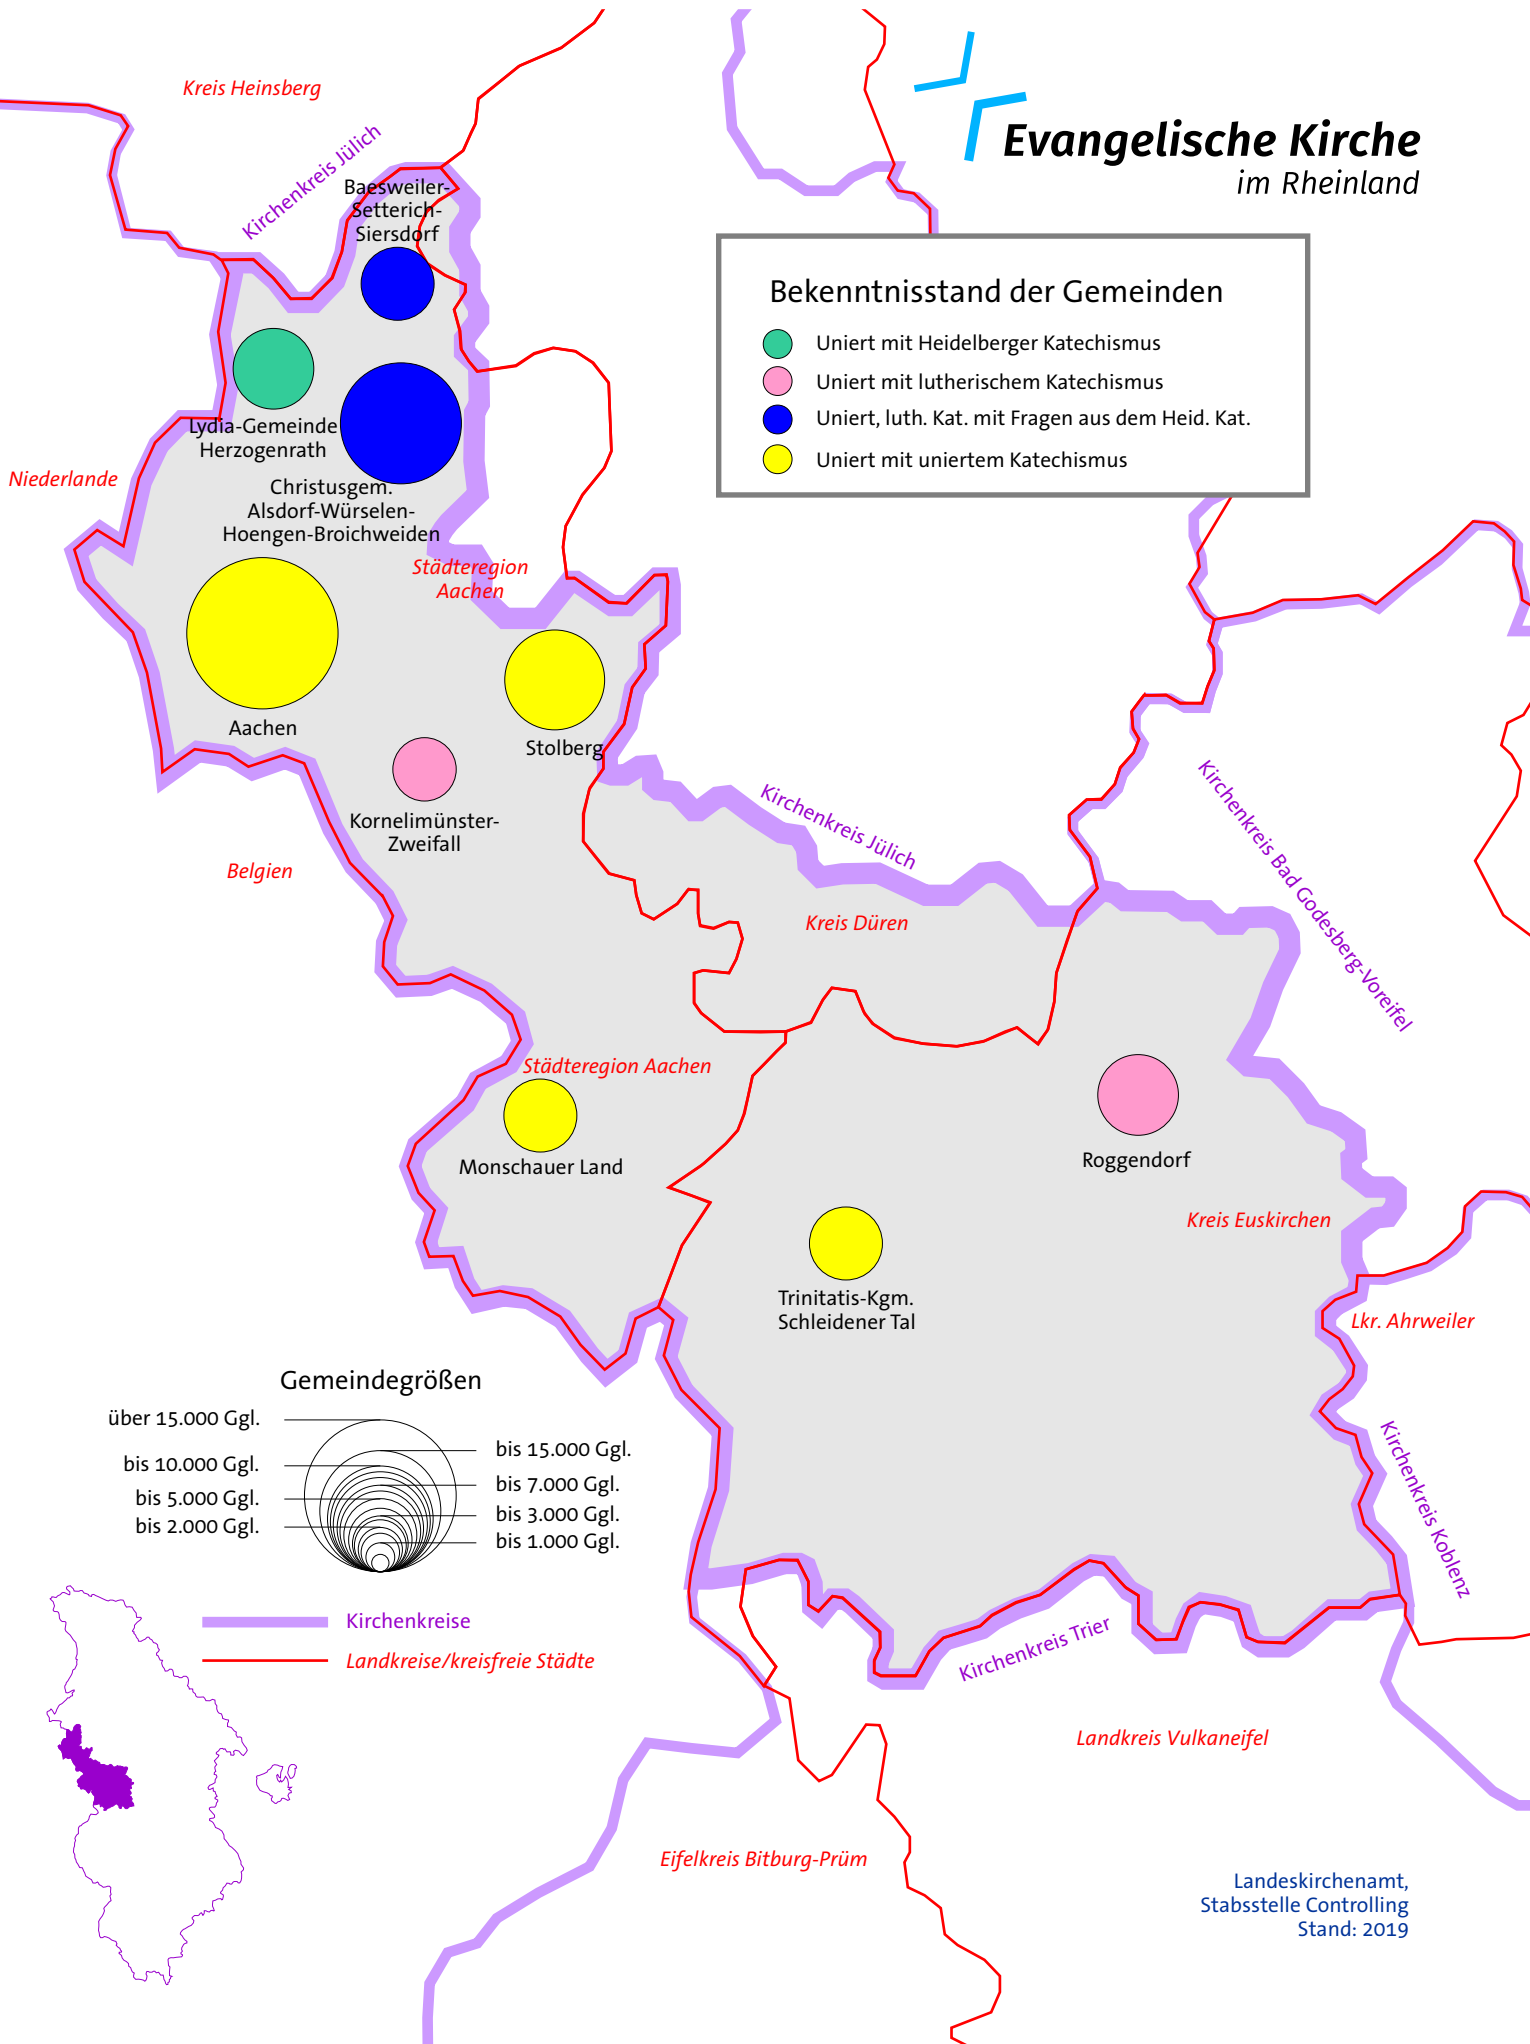 Kreis Heinsberg
Kirchenkreis Jülich
Evangelische Kirche
im Rheinland
Baesweiler-
Setterich-
Siersdorf
Bekenntnisstand der Gemeinden
Uniert mit Heidelberger Katechismus
Uniert mit lutherischem Katechismus
Uniert, luth. Kat. mit Fragen aus dem Heid. Kat.
Uniert mit uniertem Katechismus
Lydia-Gemeinde
Herzogenrath
Niederlande
Christusgem.
Alsdorf-Würselen-
Hoengen-Broichweiden
Städteregion
Aachen
Aachen
Stolberg
Kornelimünster-
Zweifall
Kirchenkreis Jülich
Kirchenkreis Bad Godesberg-Voreifel
Belgien
Kreis Düren
Städteregion Aachen
Monschauer Land
Roggendorf
Kreis Euskirchen
Trinitatis-Kgm.
Schleidener Tal
Lkr. Ahrweiler
Gemeindegrößen
über 15.000 Ggl.
bis 15.000 Ggl.
bis 10.000 Ggl.
bis 7.000 Ggl.
bis 5.000 Ggl.
bis 3.000 Ggl.
bis 2.000 Ggl.
bis 1.000 Ggl.
Kirchenkreis Koblenz
Kirchenkreise
Landkreise/kreisfreie Städte
Kirchenkreis Trier
Landkreis Vulkaneifel
Eifelkreis Bitburg-Prüm
Landeskirchenamt,
Stabsstelle Controlling
Stand: 2019